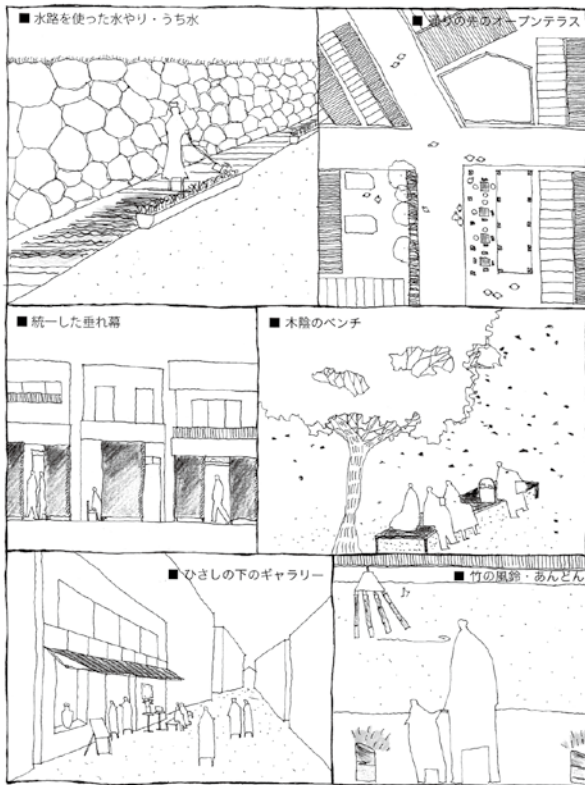 ■ 水路を使った水やり・うち水
■ 通りの先のオープンテラス
■ 統一した垂れ幕
■ 木陰のベンチ
■ ひさしの下のギャラリー
■ 竹の風鈴・あんどん